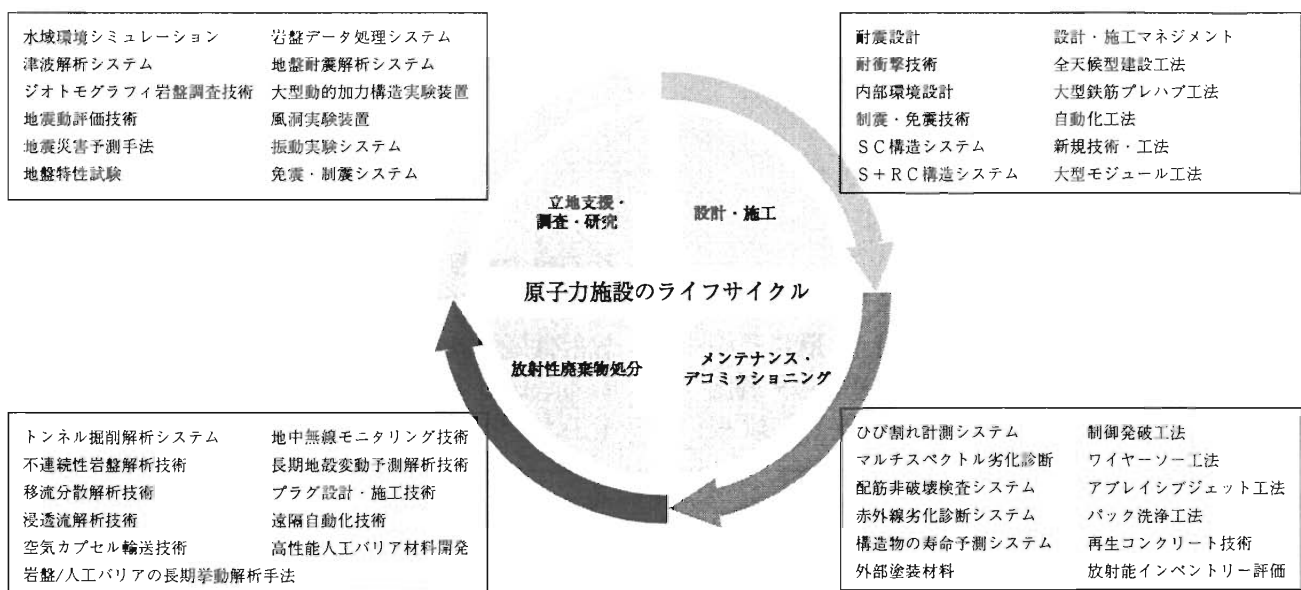 水域環境シミュレーション
津波解析システム
ジオトモグラフィ岩盤調査技術
地震動評価技術
地震災害予測手法
地盤特性試験
岩盤データ処理システム
地盤耐震解析システム
大型動的加力構造実験装置
風洞実験装置
振動実験システム
免震・制震システム
耐震設計
耐衝撃技術
内部環境設計
制震・免震技術
SC構造システム
S+RC構造システム
設計・施工マネジメント
全天候型建設工法
大型鉄筋プレハブ工法
自動化工法
新規技術・工法
大型モジュール工法
立地支援・
調査・研究
設計・施工
原子力施設のライフサイクル
放射性廃棄物処分
メンテナンス・
デコミッショニング
トンネル掘削解析システム
不連続性岩盤解析技術
移流分散解析技術
浸透流解析技術
空気カプセル輸送技術
岩盤/人工バリアの長期挙動解析手法
地中無線モニタリング技術
長期地殻変動予測解析技術
プラグ設計・施工技術
遠隔自動化技術
高性能人工バリア材料開発
ひび割れ計測システム
マルチスペクトル劣化診断
配筋非破壊検査システム
赤外線劣化診断システム
構造物の寿命予測システム
外部塗装材料
制御発破工法
ワイヤーソー工法
アブレイシブジェット工法
パック洗浄工法
再生コンクリート技術
放射能インベントリー評価